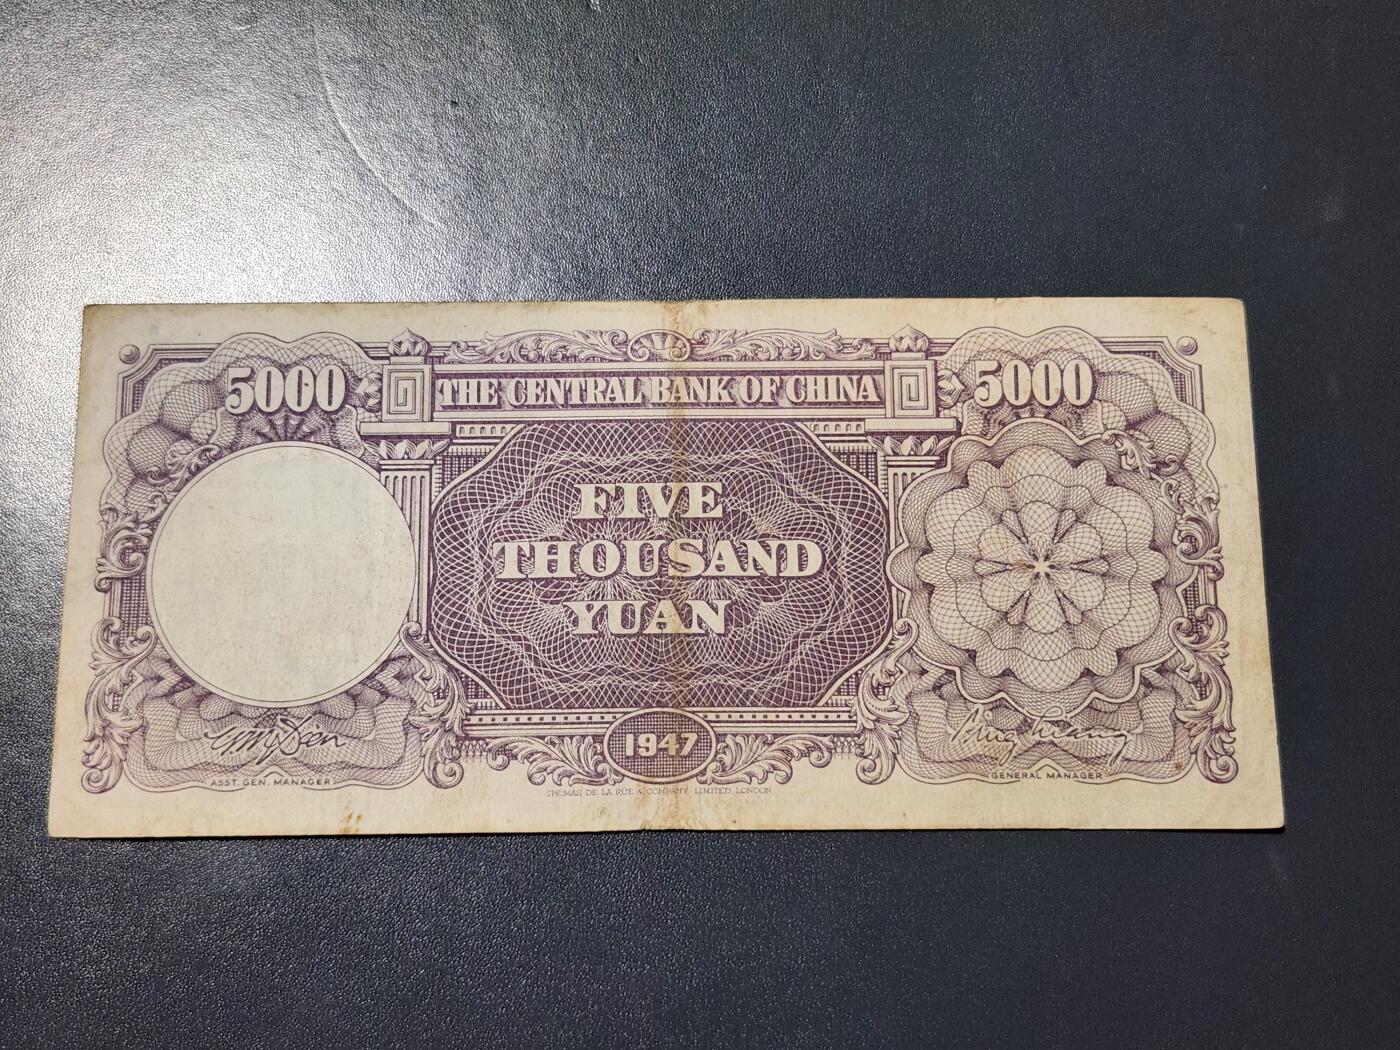 5000 THE CENTRAL BANK OF CHINA 5000
FIVE
THOUSAND
YUAN
1947
ASST. GEN. MANAGER
GENERAL MANAGER
THOMAS DE LA RUE & COMPANY, LIMITED, LONDON